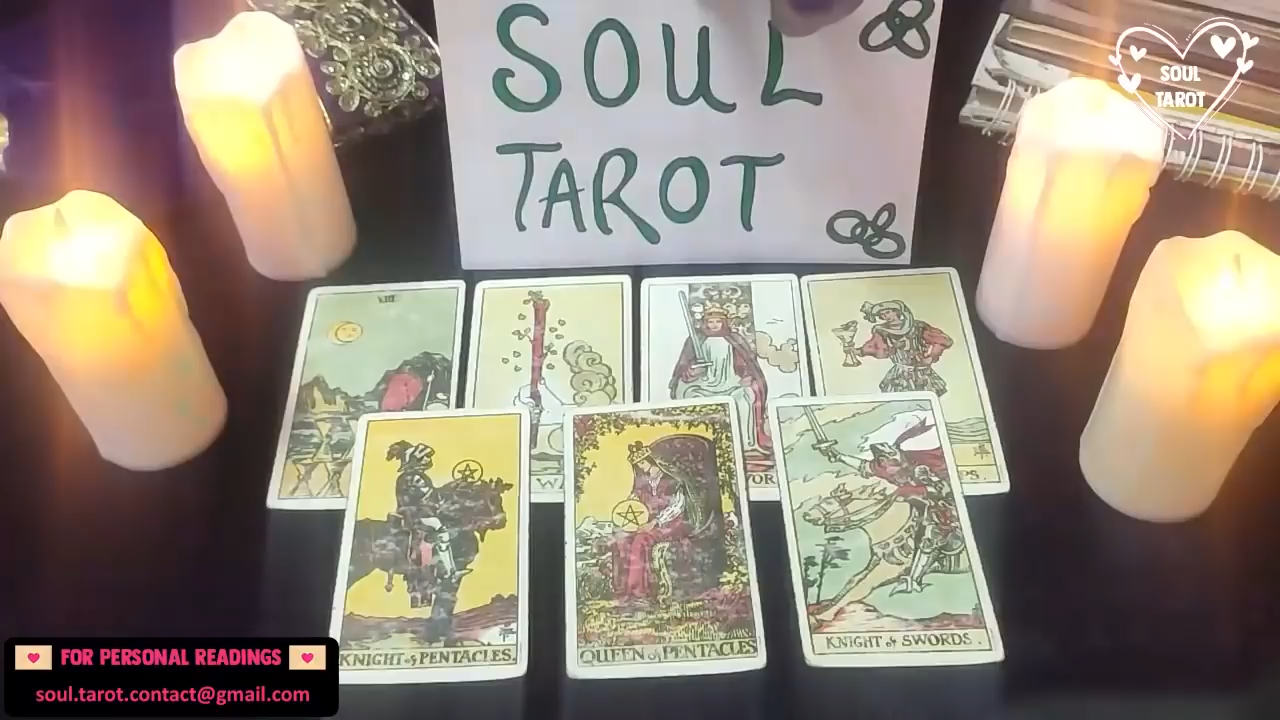 SOUL
TAROT
SOUL
TAROT
VIII
KNIGHT of PENTACLES.
QUEEN of PENTACLES
KNIGHT of SWORDS.
FOR PERSONAL READINGS
soul.tarot.contact@gmail.com